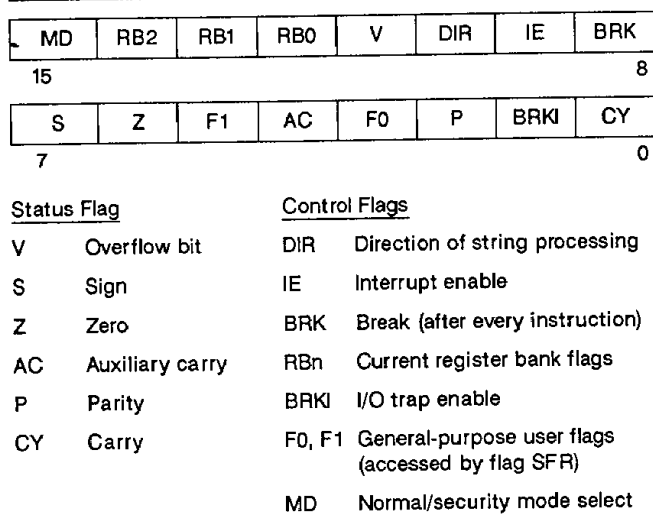 MD RB2 RB1 RB0 V DIR IE BRK
15 8
S Z F1 AC F0 P BRKI CY
7 0
Status Flag Control Flags
V Overflow bit DIR Direction of string processing
S Sign IE Interrupt enable
Z Zero BRK Break (after every instruction)
AC Auxiliary carry RBn Current register bank flags
P Parity BRKI I/O trap enable
CY Carry F0, F1 General-purpose user flags
(accessed by flag SFR)
MD Normal/security mode select